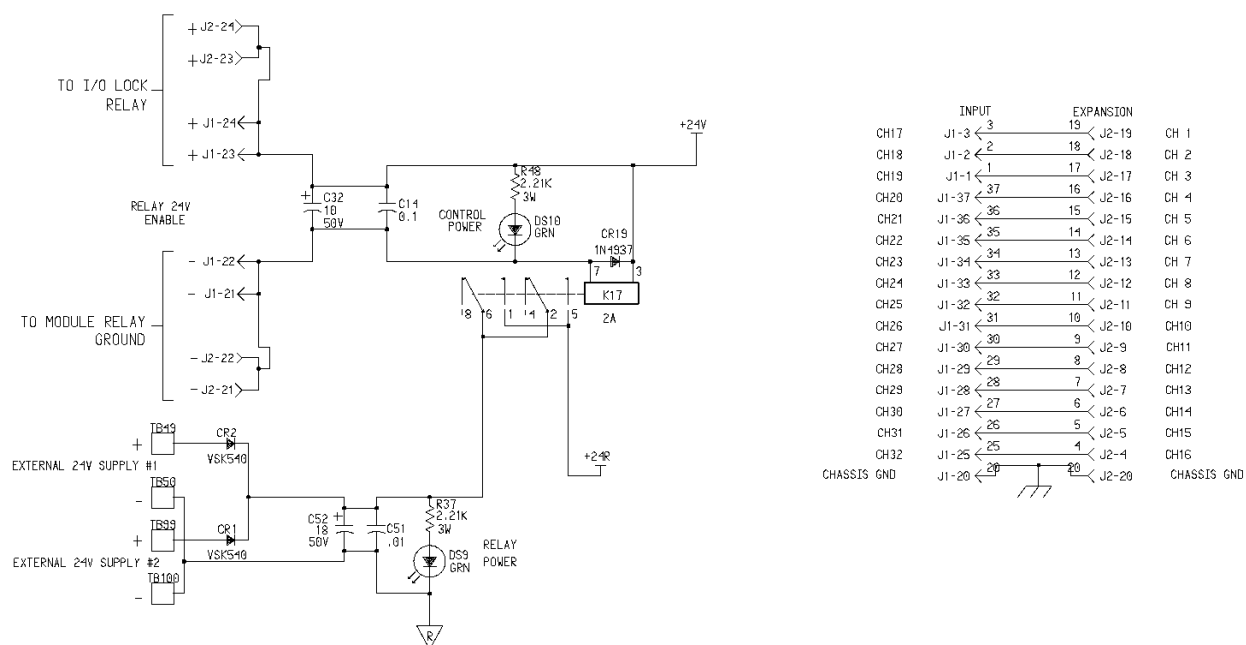 + J2-24
+ J2-23
TO I/O LOCK
RELAY
+ J1-24
+ J1-23
RELAY 24V
ENABLE
- J1-22
- J1-21
TO MODULE RELAY
GROUND
- J2-22
- J2-21
+24V
+ C32
10
50V
C14
0.1
R48
2.21K
3W
CONTROL
POWER
DS10
GRN
CR19
1N4937
7 3
K17
2A
8 6 1 4 2 5
+24R
TB49
+
CR2
VSK540
EXTERNAL 24V SUPPLY #1
TB50
-
TB99
+
CR1
VSK540
EXTERNAL 24V SUPPLY #2
TB100
-
+
C52
18
50V
C51
.01
R37
2.21K
3W
DS9
GRN
RELAY
POWER
R
INPUT EXPANSION
CH17 J1-3 3 19 J2-19 CH 1
CH18 J1-2 2 18 J2-18 CH 2
CH19 J1-1 1 17 J2-17 CH 3
CH20 J1-37 37 16 J2-16 CH 4
CH21 J1-36 36 15 J2-15 CH 5
CH22 J1-35 35 14 J2-14 CH 6
CH23 J1-34 34 13 J2-13 CH 7
CH24 J1-33 33 12 J2-12 CH 8
CH25 J1-32 32 11 J2-11 CH 9
CH26 J1-31 31 10 J2-10 CH10
CH27 J1-30 30 9 J2-9 CH11
CH28 J1-29 29 8 J2-8 CH12
CH29 J1-28 28 7 J2-7 CH13
CH30 J1-27 27 6 J2-6 CH14
CH31 J1-26 26 5 J2-5 CH15
CH32 J1-25 25 4 J2-4 CH16
CHASSIS GND J1-20 20 20 J2-20 CHASSIS GND